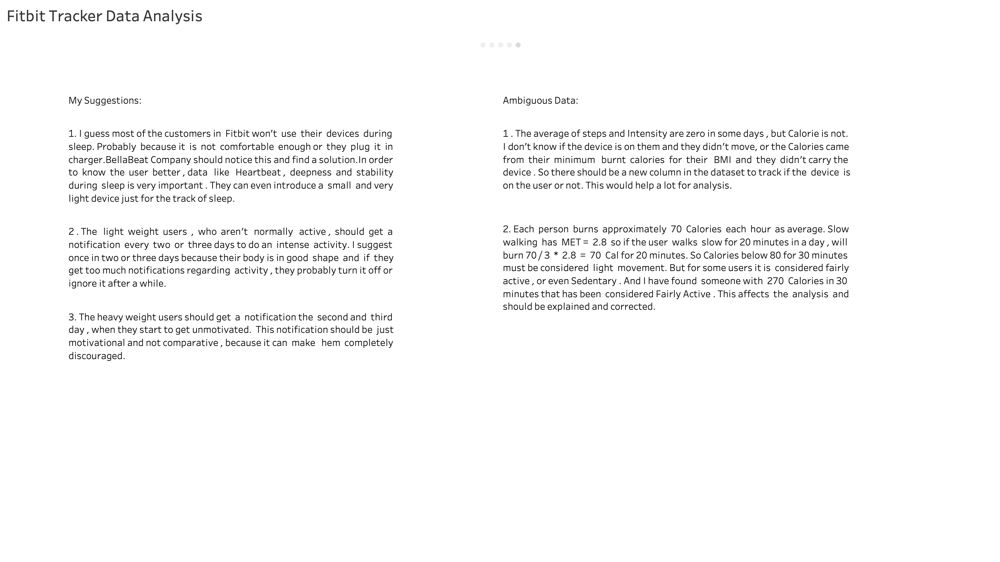 Fitbit Tracker Data Analysis
My Suggestions:
1. I guess most of the customers in Fitbit won't use their devices during
sleep. Probably because it is not comfortable enough or they plug it in
charger.BellaBeat Company should notice this and find a solution.In order
to know the user better , data like Heartbeat , deepness and stability
during sleep is very important . They can even introduce a small and very
light device just for the track of sleep.
2 . The light weight users , who aren't normally active , should get a
notification every two or three days to do an intense activity. I suggest
once in two or three days because their body is in good shape and if they
get too much notifications regarding activity , they probably turn it off or
ignore it after a while.
3. The heavy weight users should get a notification the second and third
day , when they start to get unmotivated. This notification should be just
motivational and not comparative , because it can make hem completely
discouraged.
Ambiguous Data:
1 . The average of steps and Intensity are zero in some days , but Calorie is not.
I don't know if the device is on them and they didn't move, or the Calories came
from their minimum burnt calories for their BMI and they didn't carry the
device . So there should be a new column in the dataset to track if the device is
on the user or not. This would help a lot for analysis.
2. Each person burns approximately 70 Calories each hour as average. Slow
walking has MET = 2.8 so if the user walks slow for 20 minutes in a day , will
burn 70 / 3 * 2.8 = 70 Cal for 20 minutes. So Calories below 80 for 30 minutes
must be considered light movement. But for some users it is considered fairly
active , or even Sedentary . And I have found someone with 270 Calories in 30
minutes that has been considered Fairly Active . This affects the analysis and
should be explained and corrected.